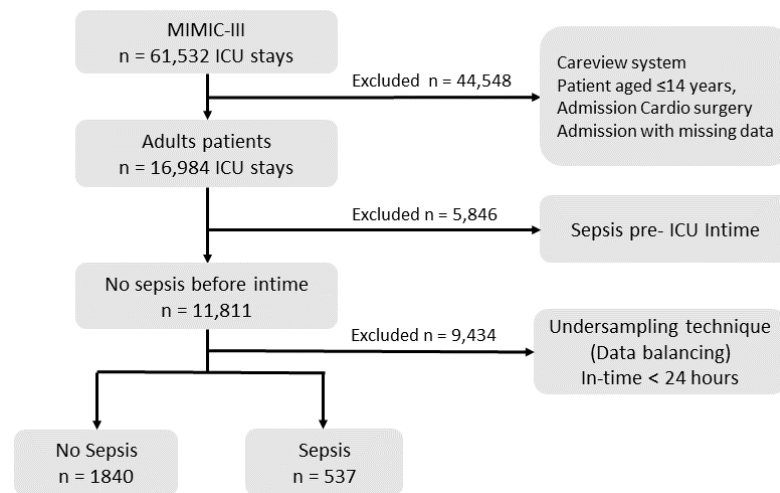 MIMIC-III
n = 61,532 ICU stays
Excluded n = 44,548
Careview system
Patient aged ≤14 years,
Admission Cardio surgery
Admission with missing data
Adults patients
n = 16,984 ICU stays
Excluded n = 5,846
Sepsis pre- ICU Intime
No sepsis before intime
n = 11,811
Excluded n = 9,434
Undersampling technique
(Data balancing)
In-time < 24 hours
No Sepsis
n = 1840
Sepsis
n = 537